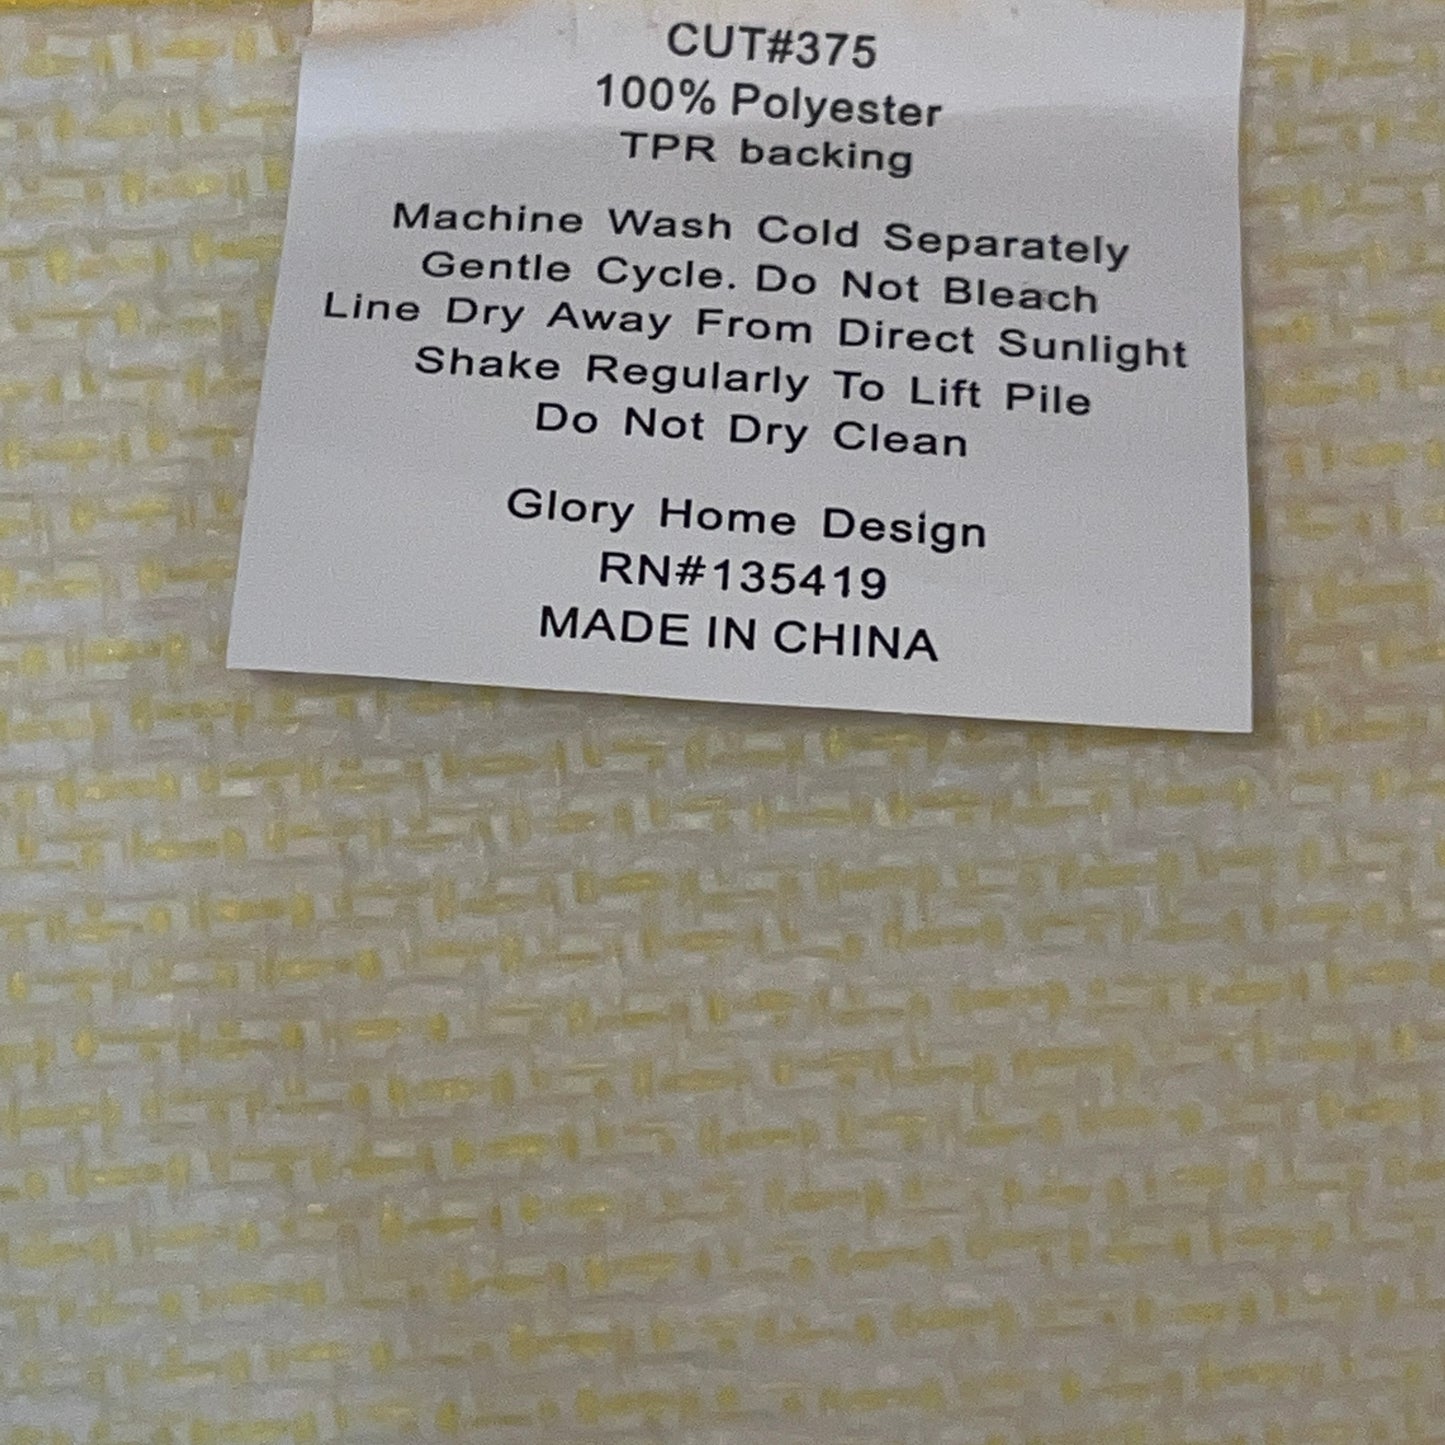 CUT#375
100% Polyester
TPR backing
Machine Wash Cold Separately
Gentle Cycle. Do Not Bleach
Line Dry Away From Direct Sunlight
Shake Regularly To Lift Pile
Do Not Dry Clean
Glory Home Design
RN#135419
MADE IN CHINA